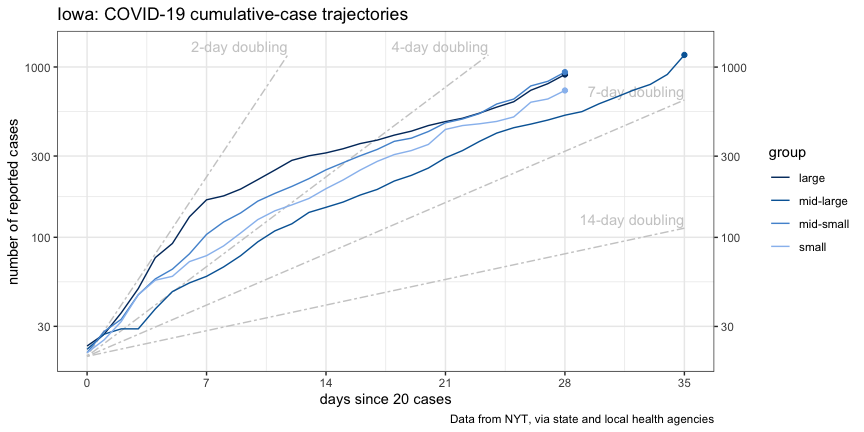 Iowa: COVID-19 cumulative-case trajectories
2-day doubling
4-day doubling
7-day doubling
14-day doubling
1000
300
100
30
1000
300
100
30
number of reported cases
0 7 14 21 28 35
days since 20 cases
group
large
mid-large
mid-small
small
Data from NYT, via state and local health agencies